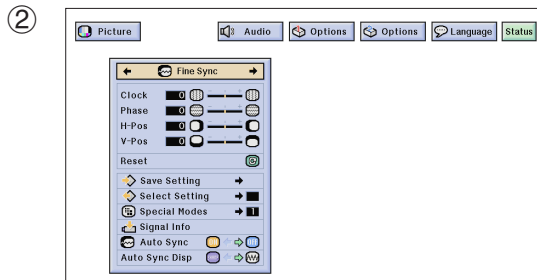 ②
Picture Audio Options Options Language Status
Fine Sync
Clock 0
Phase 0
H-Pos 0
V-Pos 0
Reset
Save Setting
Select Setting
Special Modes 1
Signal Info
Auto Sync
Auto Sync Disp